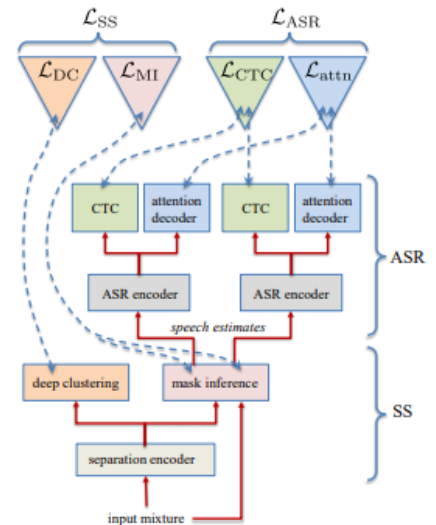 ℒSS ℒASR
ℒDC ℒMI ℒCTC ℒattn
CTC attention decoder CTC attention decoder
ASR
ASR encoder ASR encoder
speech estimates
deep clustering mask inference
SS
separation encoder
input mixture